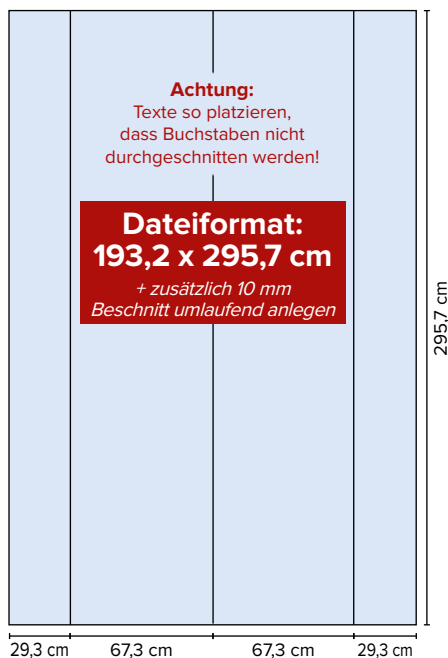 Achtung:
Texte so platzieren,
dass Buchstaben nicht
durchgeschnitten werden!
Dateiformat:
193,2 x 295,7 cm
+ zusätzlich 10 mm
Beschnitt umlaufend anlegen
295,7 cm
29,3 cm 67,3 cm 67,3 cm 29,3 cm